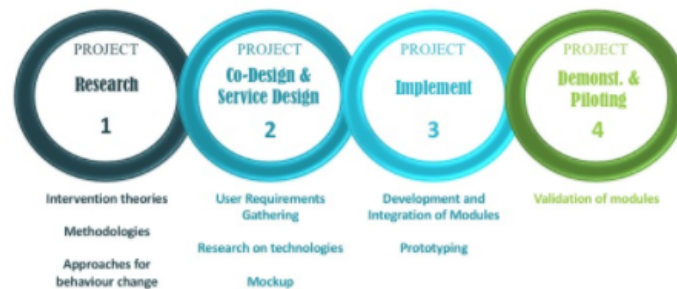 PROJECT
Research
1
Intervention theories
Methodologies
Approaches for
behaviour change
PROJECT
Co-Design &
Service Design
2
User Requirements
Gathering
Research on technologies
Mockup
PROJECT
Implement
3
Development and
Integration of Modules
Prototyping
PROJECT
Demonst. &
Piloting
4
Validation of modules